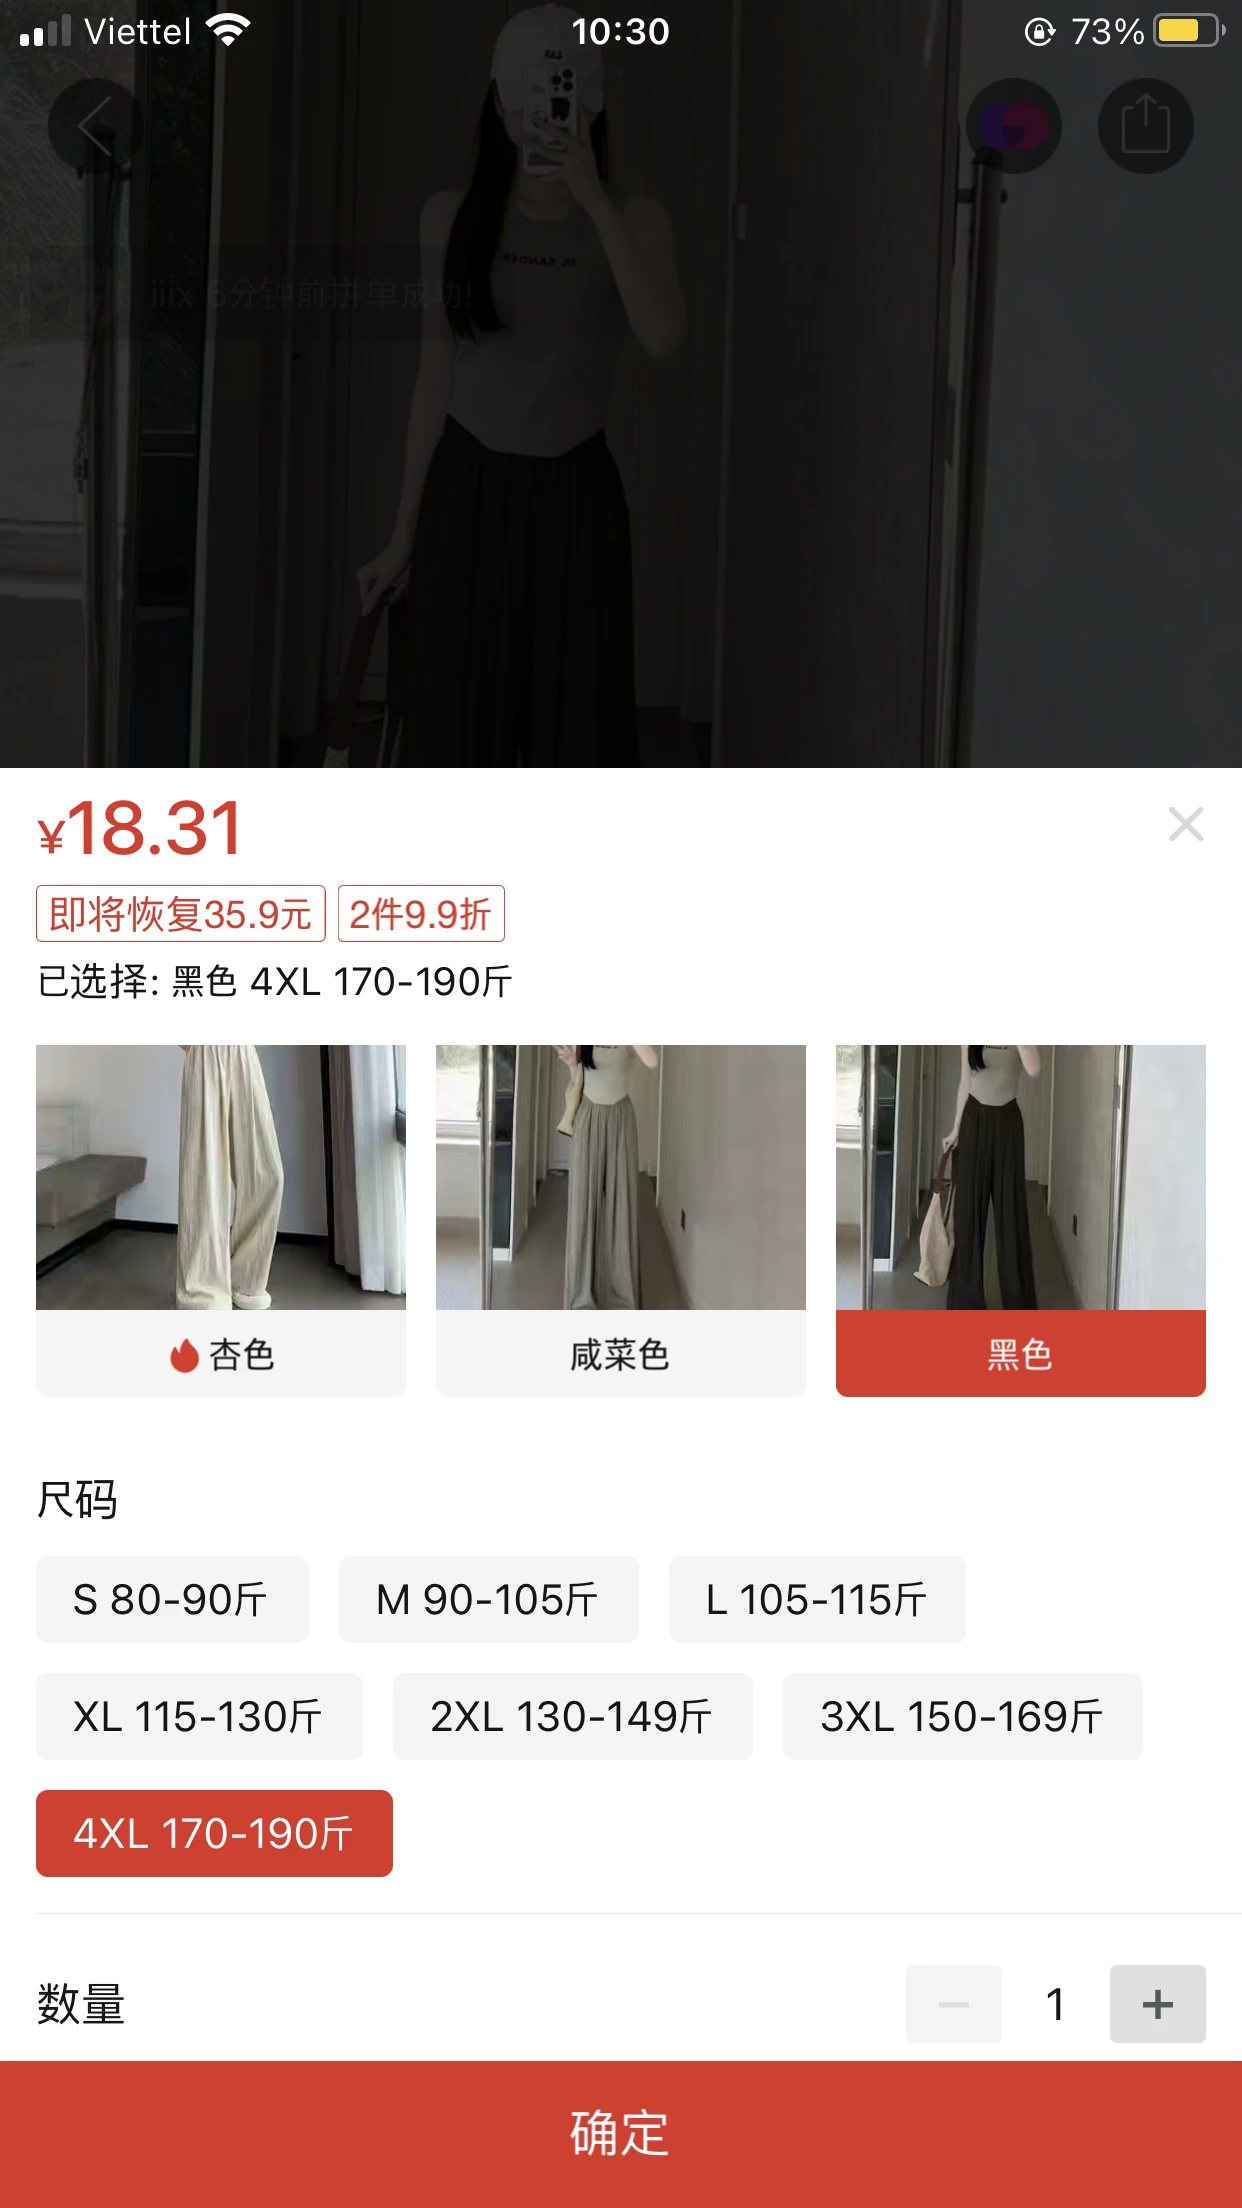 Viettel 10:30 73%
iiix 6分钟前拼单成功!
JIL SANDER
¥18.31
即将恢复35.9元 2件9.9折
已选择: 黑色 4XL 170-190斤
杏色 咸菜色 黑色
尺码
S 80-90斤 M 90-105斤 L 105-115斤
XL 115-130斤 2XL 130-149斤 3XL 150-169斤
4XL 170-190斤
数量 1
确定